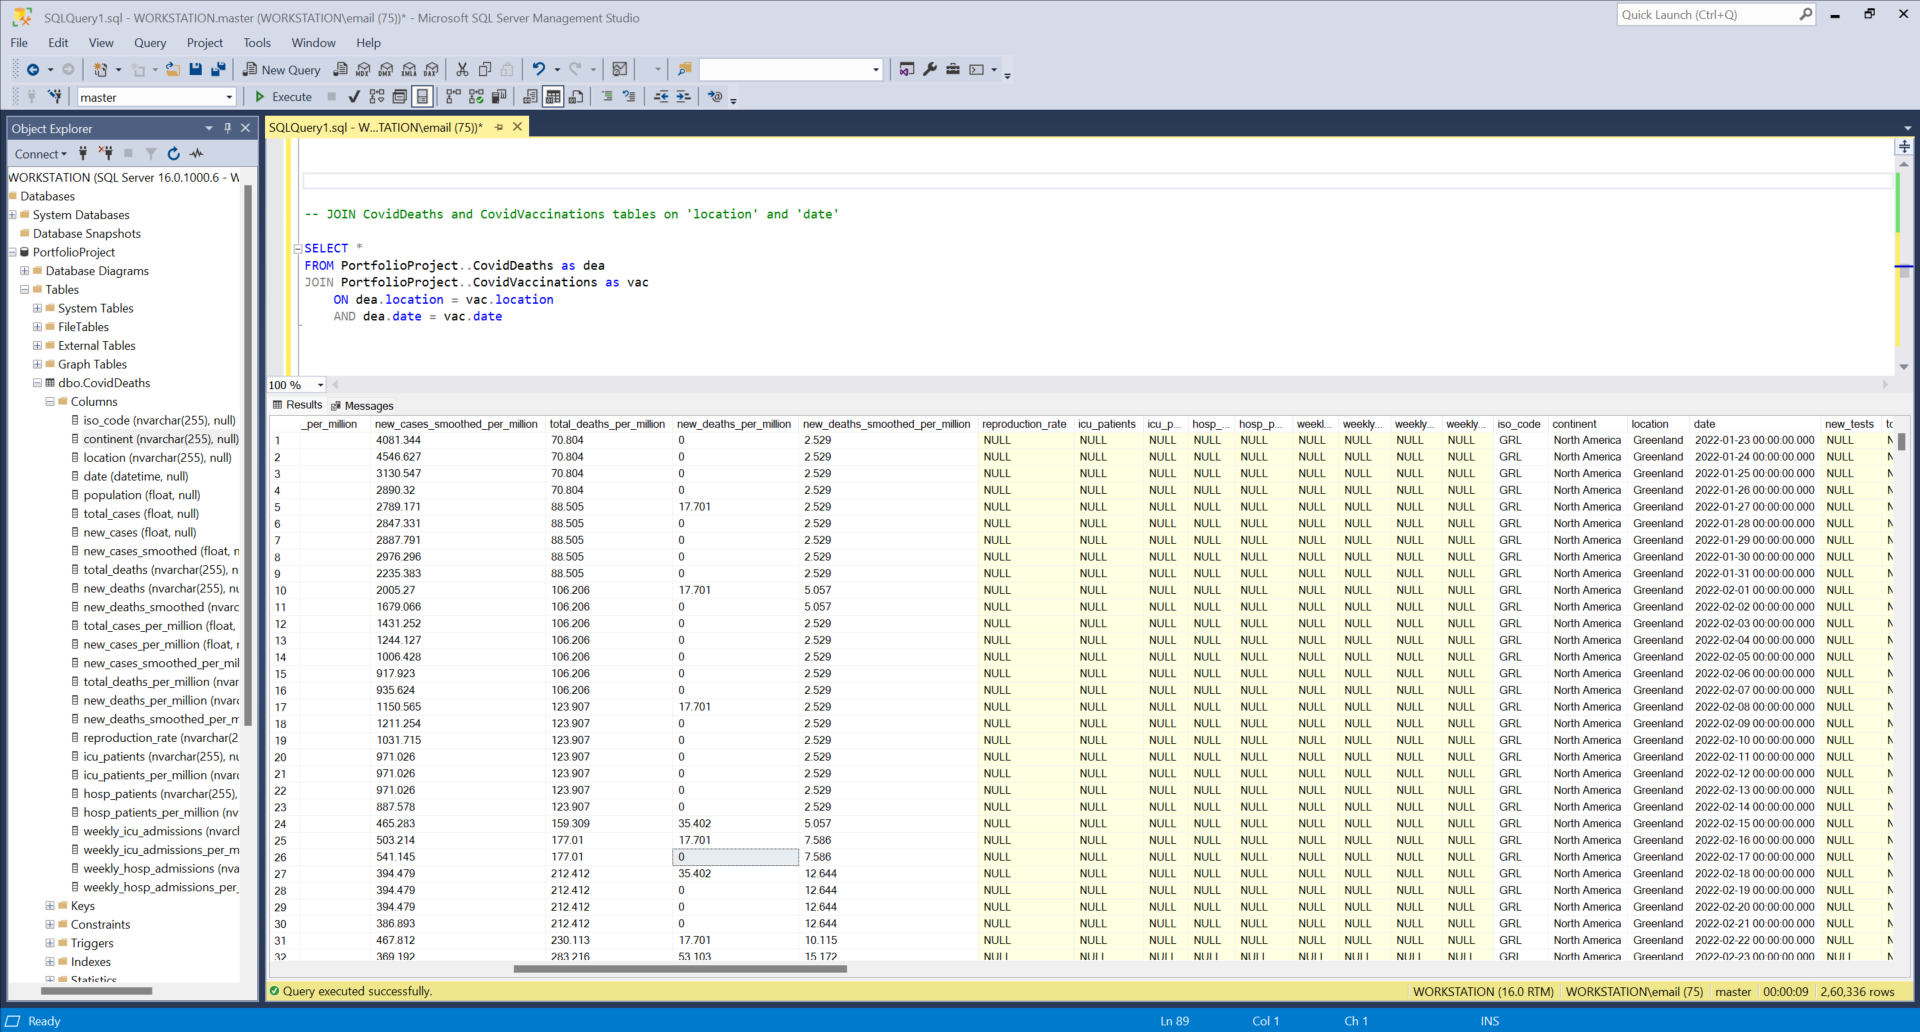 SQLQuery1.sql - WORKSTATION.master (WORKSTATION\email (75))* - Microsoft SQL Server Management Studio
Quick Launch (Ctrl+Q)
File Edit View Query Project Tools Window Help
New Query MDX DMX XMLA DAX
master Execute
Object Explorer
Connect
WORKSTATION (SQL Server 16.0.1000.6 - W
Databases
System Databases
Database Snapshots
PortfolioProject
Database Diagrams
Tables
System Tables
FileTables
External Tables
Graph Tables
dbo.CovidDeaths
Columns
iso_code (nvarchar(255), null)
continent (nvarchar(255), null)
location (nvarchar(255), null)
date (datetime, null)
population (float, null)
total_cases (float, null)
new_cases (float, null)
new_cases_smoothed (float, n
total_deaths (nvarchar(255), n
new_deaths (nvarchar(255), nu
new_deaths_smoothed (nvarc
total_cases_per_million (float,
new_cases_per_million (float, r
new_cases_smoothed_per_mil
total_deaths_per_million (nvar
new_deaths_per_million (nvarc
new_deaths_smoothed_per_m
reproduction_rate (nvarchar(2
icu_patients (nvarchar(255), nu
icu_patients_per_million (nvarc
hosp_patients (nvarchar(255),
hosp_patients_per_million (nv
weekly_icu_admissions (nvarcl
weekly_icu_admissions_per_m
weekly_hosp_admissions (nva
weekly_hosp_admissions_per_
Keys
Constraints
Triggers
Indexes
Statistics
SQLQuery1.sql - W...TATION\email (75))*
-- JOIN CovidDeaths and CovidVaccinations tables on 'location' and 'date'
SELECT *
FROM PortfolioProject..CovidDeaths as dea
JOIN PortfolioProject..CovidVaccinations as vac
ON dea.location = vac.location
AND dea.date = vac.date
100 %
Results Messages
_per_million new_cases_smoothed_per_million total_deaths_per_million new_deaths_per_million new_deaths_smoothed_per_million reproduction_rate icu_patients icu_p... hosp_... hosp_p... weekl... weekly... weekly... weekly... iso_code continent location date new_tests tc
1 4081.344 70.804 0 2.529 NULL NULL NULL NULL NULL NULL NULL NULL NULL GRL North America Greenland 2022-01-23 00:00:00.000 NULL N
2 4546.627 70.804 0 2.529 NULL NULL NULL NULL NULL NULL NULL NULL NULL GRL North America Greenland 2022-01-24 00:00:00.000 NULL N
3 3130.547 70.804 0 2.529 NULL NULL NULL NULL NULL NULL NULL NULL NULL GRL North America Greenland 2022-01-25 00:00:00.000 NULL N
4 2890.32 70.804 0 2.529 NULL NULL NULL NULL NULL NULL NULL NULL NULL GRL North America Greenland 2022-01-26 00:00:00.000 NULL N
5 2789.171 88.505 17.701 2.529 NULL NULL NULL NULL NULL NULL NULL NULL NULL GRL North America Greenland 2022-01-27 00:00:00.000 NULL N
6 2847.331 88.505 0 2.529 NULL NULL NULL NULL NULL NULL NULL NULL NULL GRL North America Greenland 2022-01-28 00:00:00.000 NULL N
7 2887.791 88.505 0 2.529 NULL NULL NULL NULL NULL NULL NULL NULL NULL GRL North America Greenland 2022-01-29 00:00:00.000 NULL N
8 2976.296 88.505 0 2.529 NULL NULL NULL NULL NULL NULL NULL NULL NULL GRL North America Greenland 2022-01-30 00:00:00.000 NULL N
9 2235.383 88.505 0 2.529 NULL NULL NULL NULL NULL NULL NULL NULL NULL GRL North America Greenland 2022-01-31 00:00:00.000 NULL N
10 2005.27 106.206 17.701 5.057 NULL NULL NULL NULL NULL NULL NULL NULL NULL GRL North America Greenland 2022-02-01 00:00:00.000 NULL N
11 1679.066 106.206 0 5.057 NULL NULL NULL NULL NULL NULL NULL NULL NULL GRL North America Greenland 2022-02-02 00:00:00.000 NULL N
12 1431.252 106.206 0 2.529 NULL NULL NULL NULL NULL NULL NULL NULL NULL GRL North America Greenland 2022-02-03 00:00:00.000 NULL N
13 1244.127 106.206 0 2.529 NULL NULL NULL NULL NULL NULL NULL NULL NULL GRL North America Greenland 2022-02-04 00:00:00.000 NULL N
14 1006.428 106.206 0 2.529 NULL NULL NULL NULL NULL NULL NULL NULL NULL GRL North America Greenland 2022-02-05 00:00:00.000 NULL N
15 917.923 106.206 0 2.529 NULL NULL NULL NULL NULL NULL NULL NULL NULL GRL North America Greenland 2022-02-06 00:00:00.000 NULL N
16 935.624 106.206 0 2.529 NULL NULL NULL NULL NULL NULL NULL NULL NULL GRL North America Greenland 2022-02-07 00:00:00.000 NULL N
17 1150.565 123.907 17.701 2.529 NULL NULL NULL NULL NULL NULL NULL NULL NULL GRL North America Greenland 2022-02-08 00:00:00.000 NULL N
18 1211.254 123.907 0 2.529 NULL NULL NULL NULL NULL NULL NULL NULL NULL GRL North America Greenland 2022-02-09 00:00:00.000 NULL N
19 1031.715 123.907 0 2.529 NULL NULL NULL NULL NULL NULL NULL NULL NULL GRL North America Greenland 2022-02-10 00:00:00.000 NULL N
20 971.026 123.907 0 2.529 NULL NULL NULL NULL NULL NULL NULL NULL NULL GRL North America Greenland 2022-02-11 00:00:00.000 NULL N
21 971.026 123.907 0 2.529 NULL NULL NULL NULL NULL NULL NULL NULL NULL GRL North America Greenland 2022-02-12 00:00:00.000 NULL N
22 971.026 123.907 0 2.529 NULL NULL NULL NULL NULL NULL NULL NULL NULL GRL North America Greenland 2022-02-13 00:00:00.000 NULL N
23 887.578 123.907 0 2.529 NULL NULL NULL NULL NULL NULL NULL NULL NULL GRL North America Greenland 2022-02-14 00:00:00.000 NULL N
24 465.283 159.309 35.402 5.057 NULL NULL NULL NULL NULL NULL NULL NULL NULL GRL North America Greenland 2022-02-15 00:00:00.000 NULL N
25 503.214 177.01 17.701 7.586 NULL NULL NULL NULL NULL NULL NULL NULL NULL GRL North America Greenland 2022-02-16 00:00:00.000 NULL N
26 541.145 177.01 0 7.586 NULL NULL NULL NULL NULL NULL NULL NULL NULL GRL North America Greenland 2022-02-17 00:00:00.000 NULL N
27 394.479 212.412 35.402 12.644 NULL NULL NULL NULL NULL NULL NULL NULL NULL GRL North America Greenland 2022-02-18 00:00:00.000 NULL N
28 394.479 212.412 0 12.644 NULL NULL NULL NULL NULL NULL NULL NULL NULL GRL North America Greenland 2022-02-19 00:00:00.000 NULL N
29 394.479 212.412 0 12.644 NULL NULL NULL NULL NULL NULL NULL NULL NULL GRL North America Greenland 2022-02-20 00:00:00.000 NULL N
30 386.893 212.412 0 12.644 NULL NULL NULL NULL NULL NULL NULL NULL NULL GRL North America Greenland 2022-02-21 00:00:00.000 NULL N
31 467.812 230.113 17.701 10.115 NULL NULL NULL NULL NULL NULL NULL NULL NULL GRL North America Greenland 2022-02-22 00:00:00.000 NULL N
32 369.192 283.216 53.103 15.172 NULL NULL NULL NULL NULL NULL NULL NULL NULL GRL North America Greenland 2022-02-23 00:00:00.000 NULL N
Query executed successfully. WORKSTATION (16.0 RTM) WORKSTATION\email (75) master 00:00:09 2,60,336 rows
Ready Ln 89 Col 1 Ch 1 INS